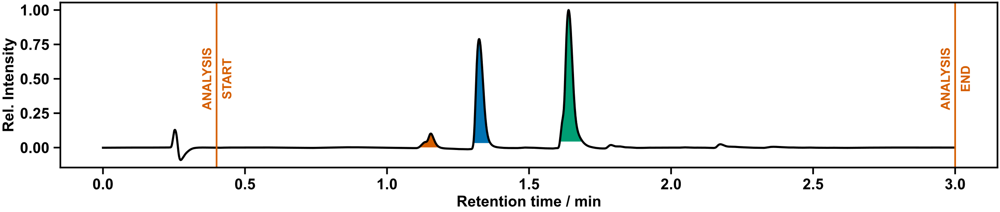 Rel. Intensity
1.00
0.75
0.50
0.25
0.00
ANALYSIS
START
ANALYSIS
END
0.0
0.5
1.0
1.5
2.0
2.5
3.0
Retention time / min